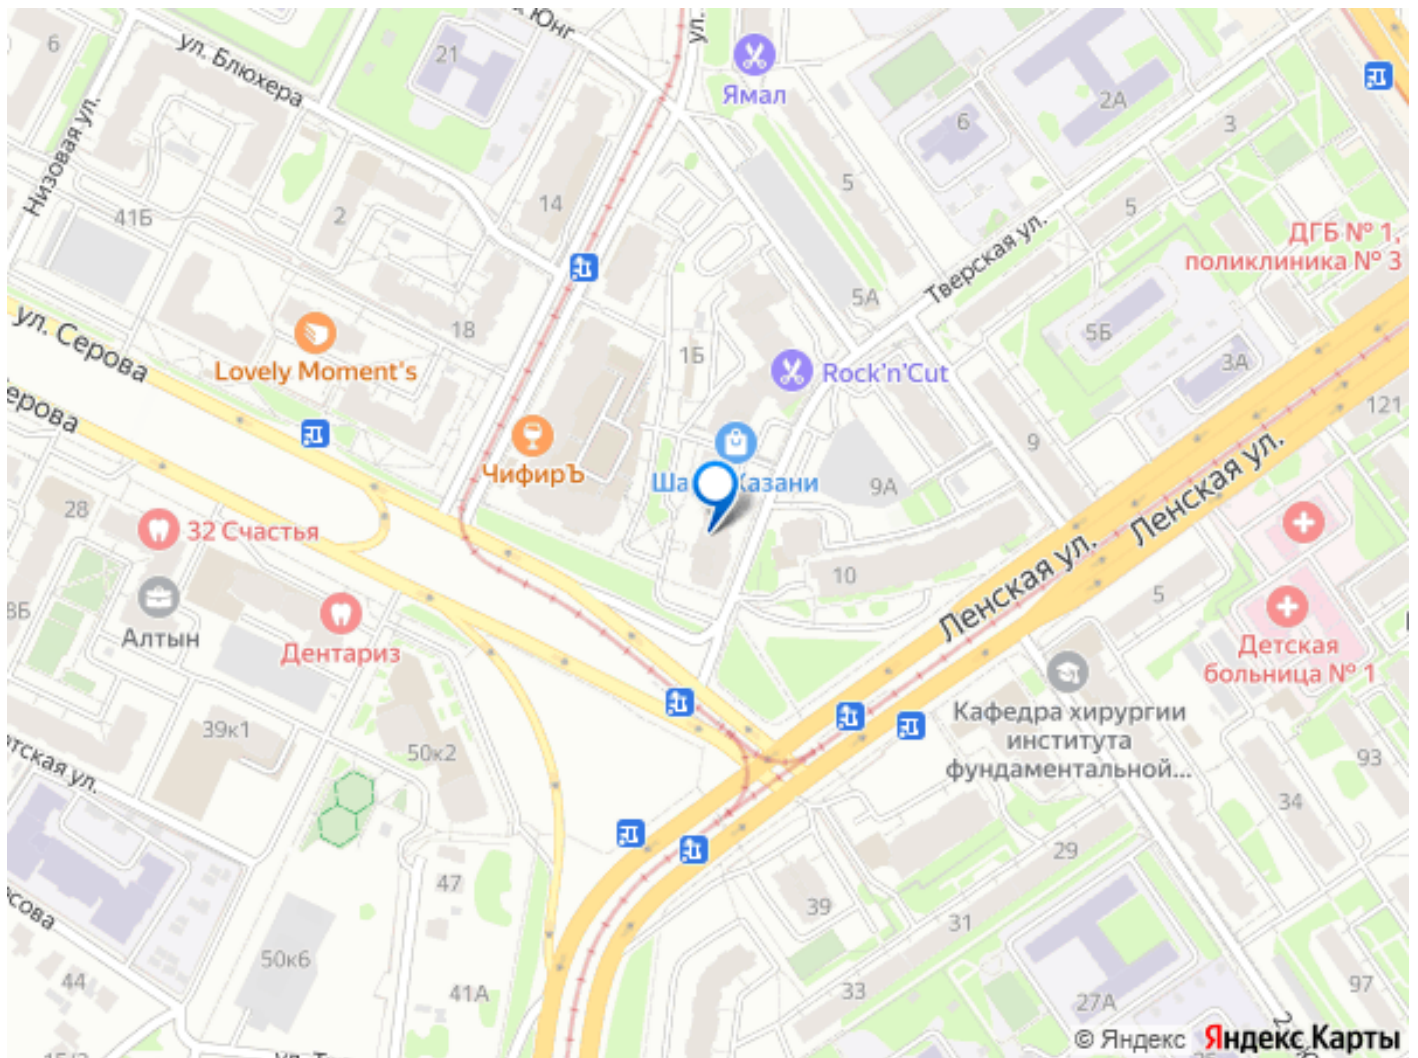 6
ул. Блюхера
Юнг
ул.
21
Ямал
2А
6
3
Низовая ул.
41Б
2
14
5
5
Тверская ул.
ДГБ № 1,
поликлиника № 3
5А
ул. Серова
18
1Б
5Б
3А
Lovely Moment's
Rock'n'Cut
121
Серова
ЧифирЪ
Казани
9А
9
Ленская ул.
28
32 Счастья
Ленская ул.
10
5
8Б
Алтын
Дентариз
Детская
больница № 1
39к1
50к2
Кафедра хирургии
института
фундаментальной...
93
34
29
47
39
31
44
50к6
41А
33
27А
97
© Яндекс Яндекс Карты